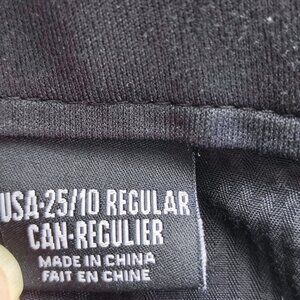 USA-25/10 REGULAR
CAN-REGULIER
MADE IN CHINA
FAIT EN CHINE